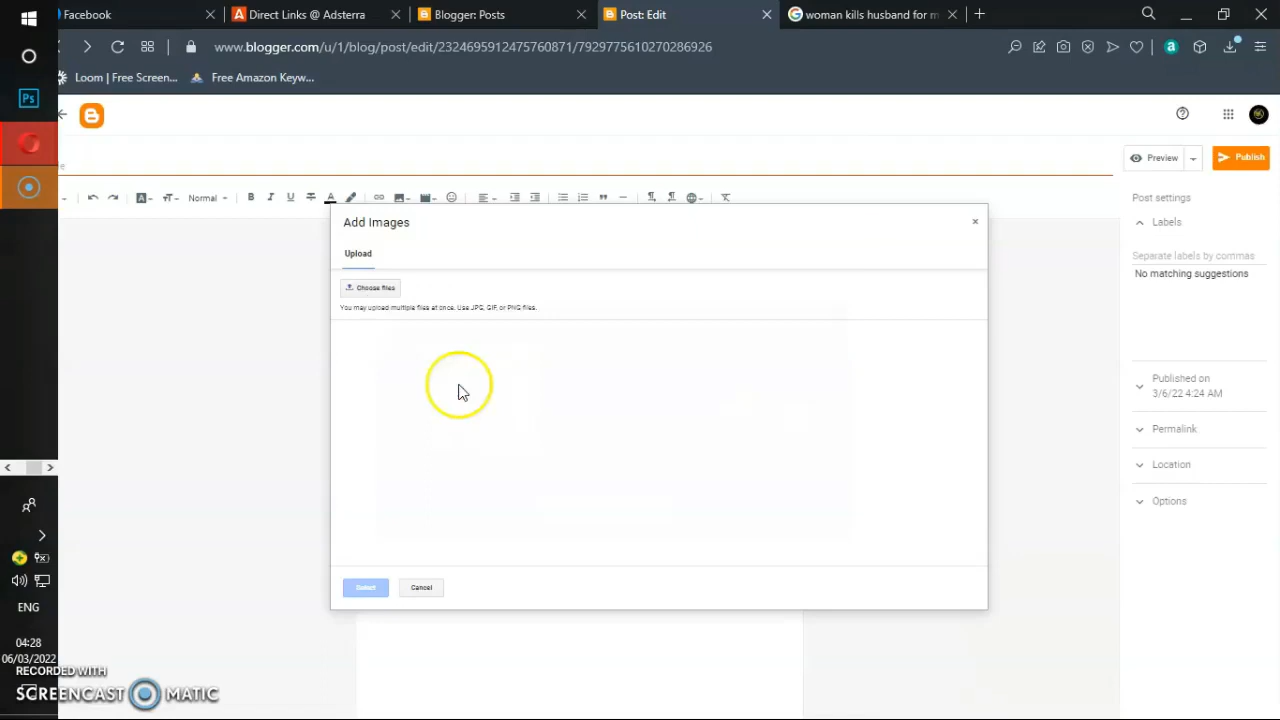 Facebook
Direct Links @ Adsterra
Blogger: Posts
Post: Edit
woman kills husband for m
www.blogger.com/u/1/blog/post/edit/2324695912475760871/7929775610270286926
Loom | Free Screen...
Free Amazon Keyw...
Ps
Preview
Publish
Normal
Post settings
Labels
Separate labels by commas
No matching suggestions
Published on
3/6/22 4:24 AM
Permalink
Location
Options
Add Images
Upload
Choose files
You may upload multiple files at once. Use JPG, GIF, or PNG files.
Select
Cancel
ENG
04:28
06/03/2022
RECORDED WITH
SCREENCAST MATIC